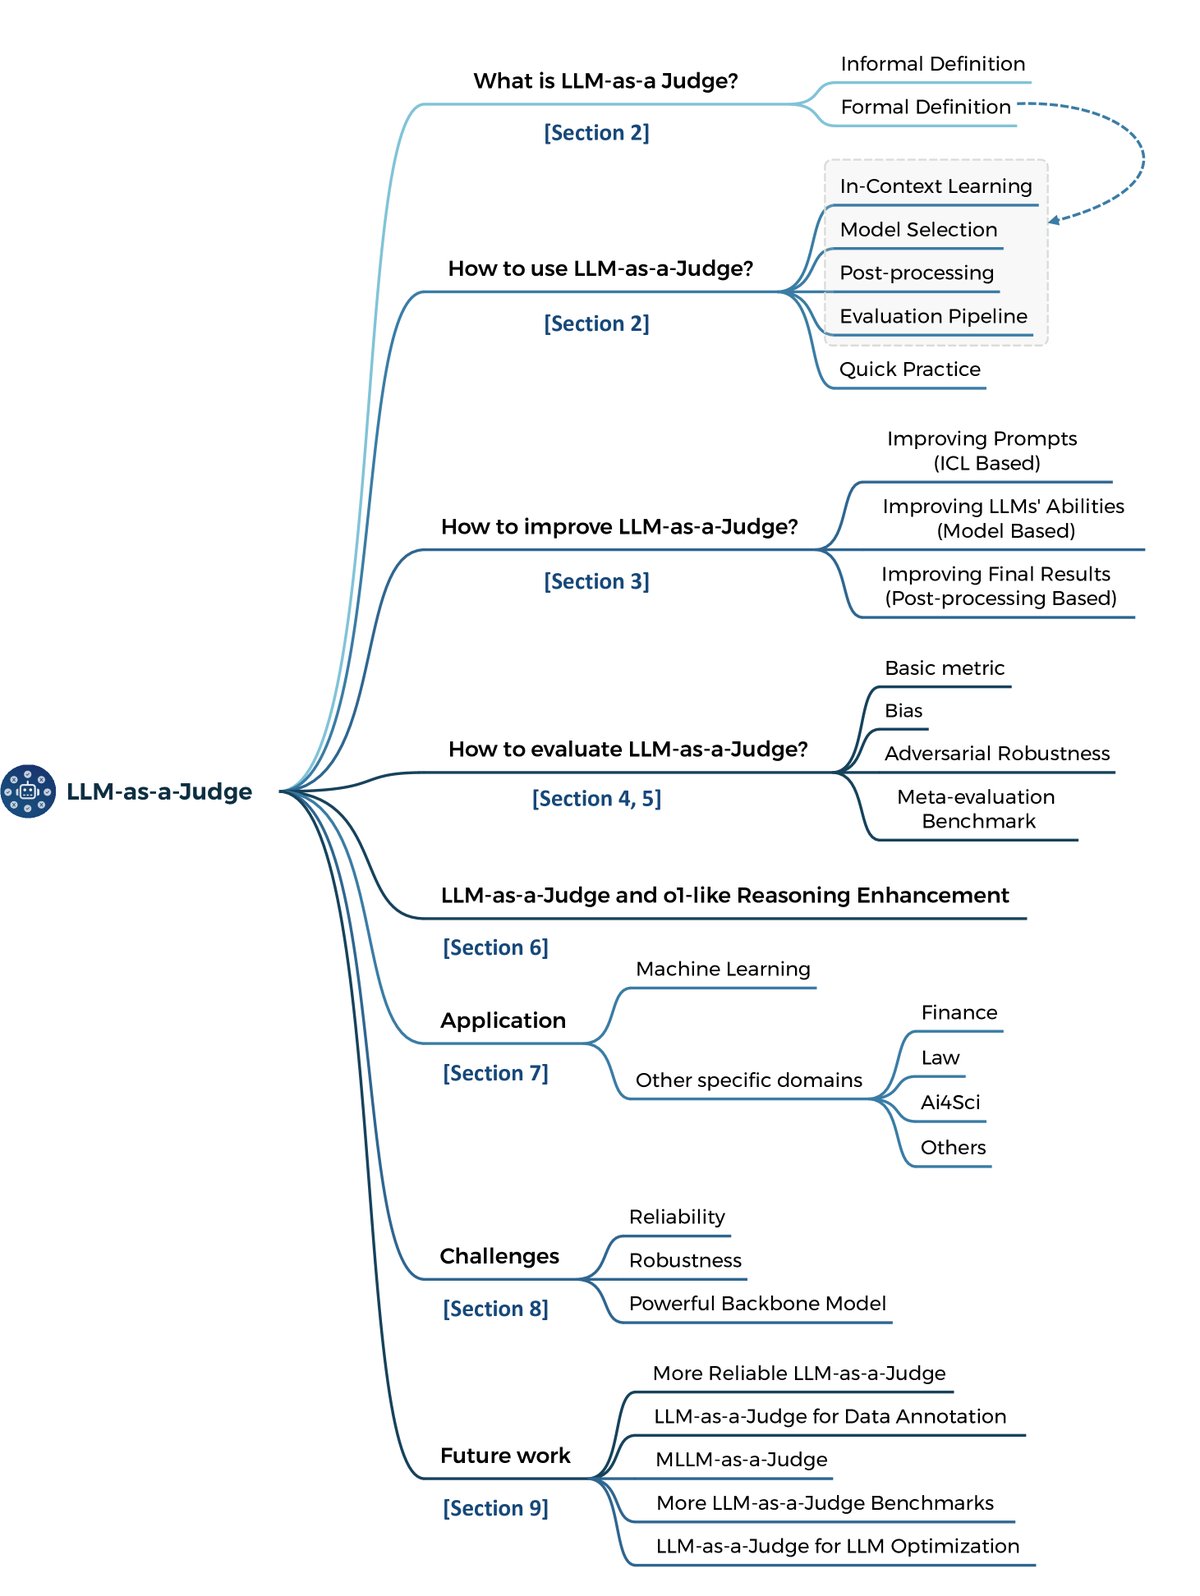 What is LLM-as-a Judge?
[Section 2]
Informal Definition
Formal Definition
How to use LLM-as-a-Judge?
[Section 2]
In-Context Learning
Model Selection
Post-processing
Evaluation Pipeline
Quick Practice
How to improve LLM-as-a-Judge?
[Section 3]
Improving Prompts
(ICL Based)
Improving LLMs' Abilities
(Model Based)
Improving Final Results
(Post-processing Based)
LLM-as-a-Judge
How to evaluate LLM-as-a-Judge?
[Section 4, 5]
Basic metric
Bias
Adversarial Robustness
Meta-evaluation
Benchmark
LLM-as-a-Judge and o1-like Reasoning Enhancement
[Section 6]
Application
[Section 7]
Machine Learning
Other specific domains
Finance
Law
Ai4Sci
Others
Challenges
[Section 8]
Reliability
Robustness
Powerful Backbone Model
Future work
[Section 9]
More Reliable LLM-as-a-Judge
LLM-as-a-Judge for Data Annotation
MLLM-as-a-Judge
More LLM-as-a-Judge Benchmarks
LLM-as-a-Judge for LLM Optimization